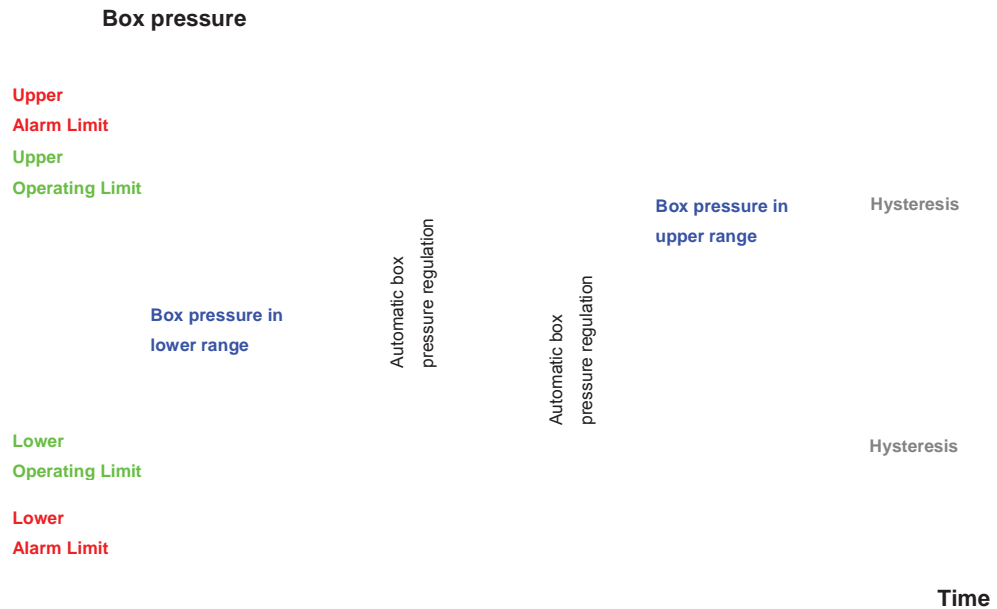 Box pressure
Upper
Alarm Limit
Upper
Operating Limit
Box pressure in
upper range
Hysteresis
Automatic box
pressure regulation
Automatic box
pressure regulation
Box pressure in
lower range
Lower
Operating Limit
Hysteresis
Lower
Alarm Limit
Time